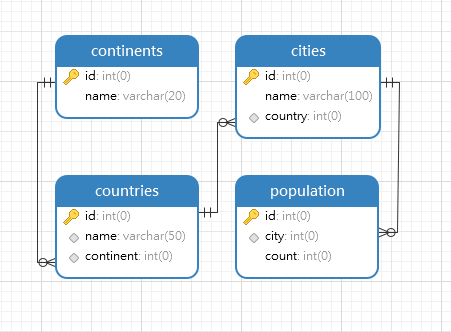 continents
id: int(0)
name: varchar(20)
cities
id: int(0)
name: varchar(100)
country: int(0)
countries
id: int(0)
name: varchar(50)
continent: int(0)
population
id: int(0)
city: int(0)
count: int(0)